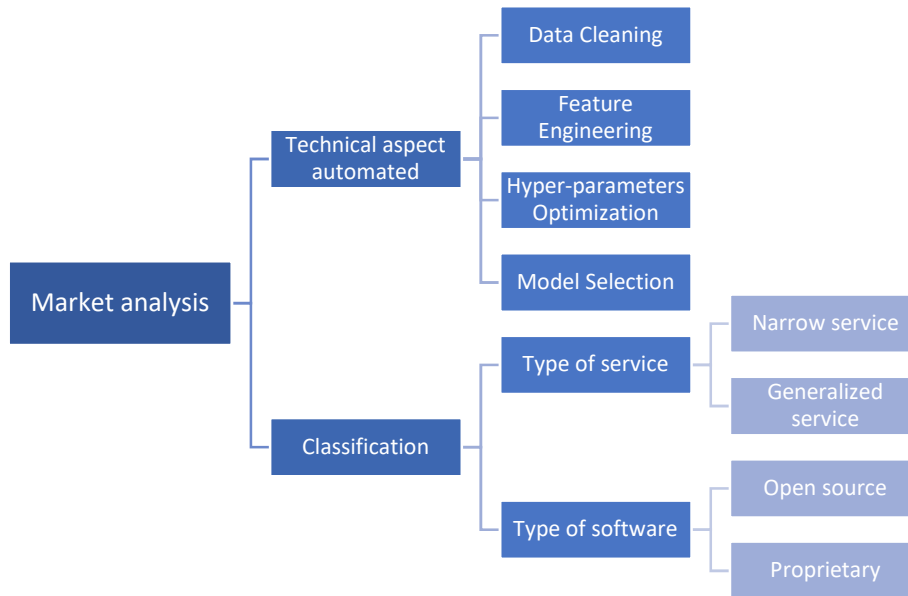 Data Cleaning
Feature
Engineering
Technical aspect
automated
Hyper-parameters
Optimization
Market analysis
Model Selection
Narrow service
Type of service
Generalized
service
Classification
Open source
Type of software
Proprietary